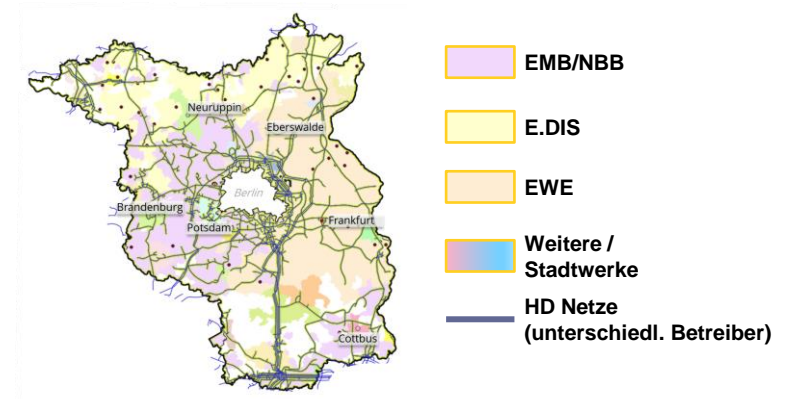 Neuruppin
Eberswalde
Berlin
Brandenburg
Potsdam
Frankfurt
Cottbus
EMB/NBB
E.DIS
EWE
Weitere /
Stadtwerke
HD Netze
(unterschiedl. Betreiber)